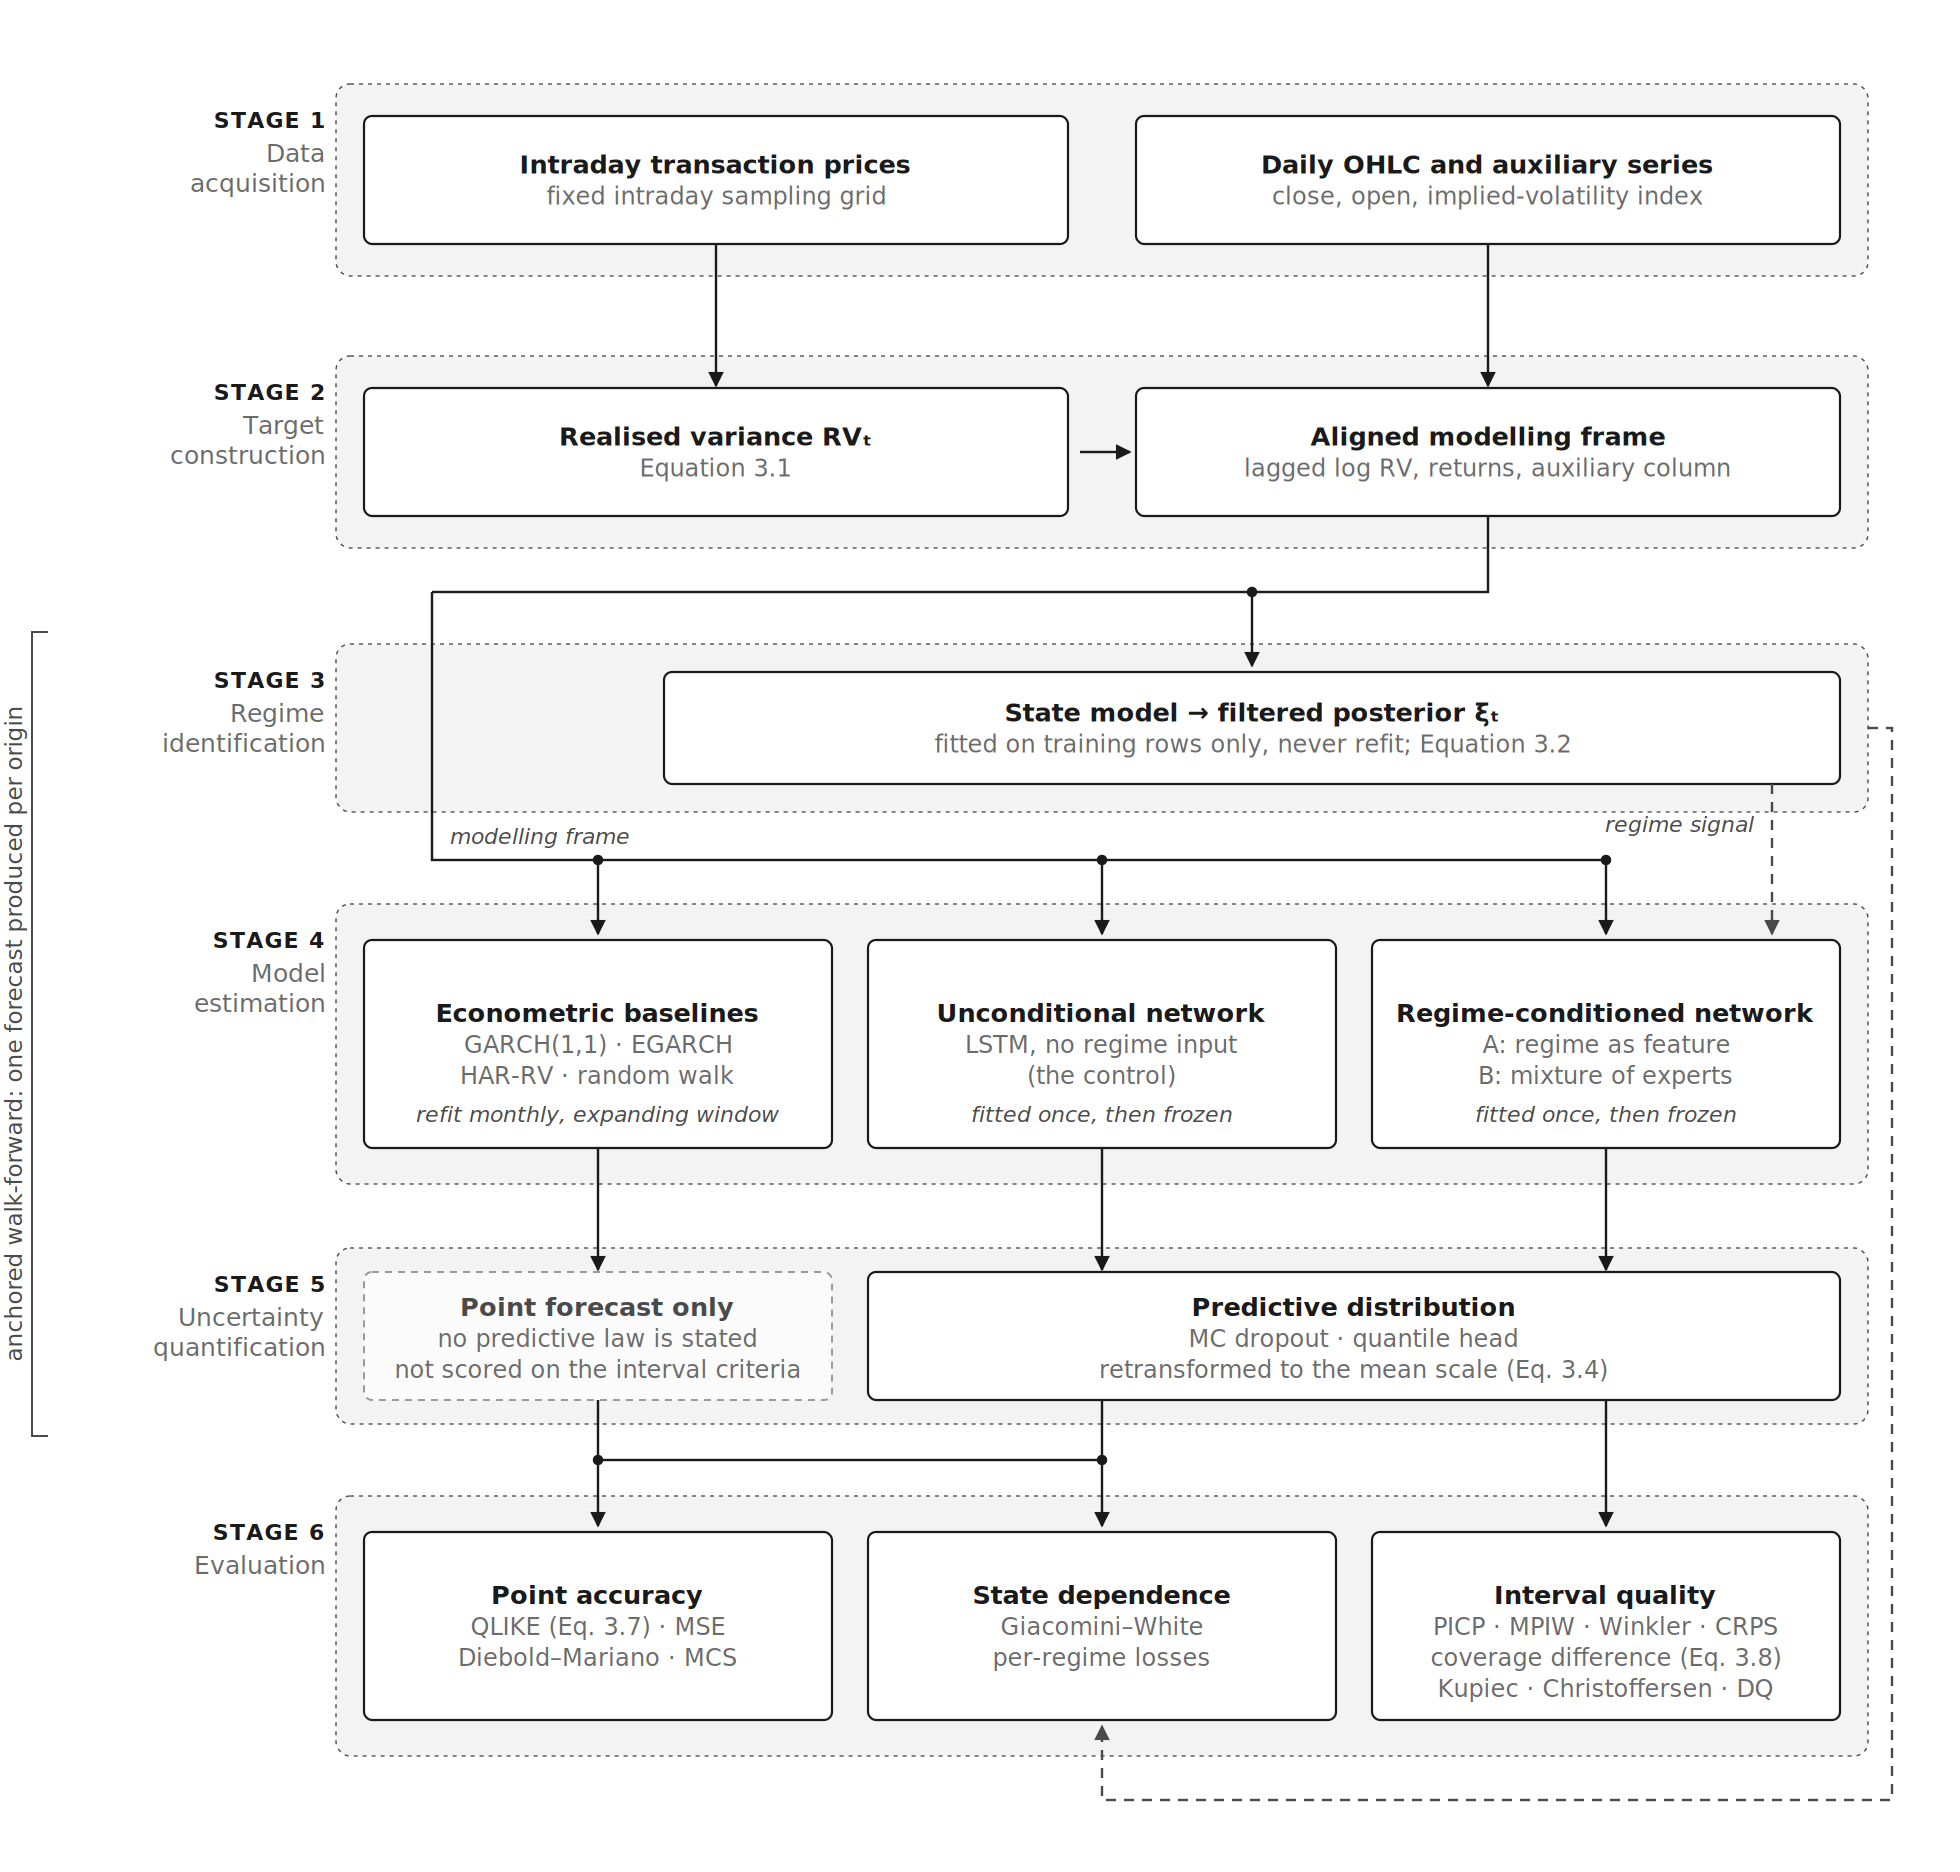 STAGE 1
Data
acquisition
Intraday transaction prices
fixed intraday sampling grid
Daily OHLC and auxiliary series
close, open, implied-volatility index
STAGE 2
Target
construction
Realised variance RVₜ
Equation 3.1
Aligned modelling frame
lagged log RV, returns, auxiliary column
anchored walk-forward: one forecast produced per origin
STAGE 3
Regime
identification
State model → filtered posterior ξₜ
fitted on training rows only, never refit; Equation 3.2
modelling frame
regime signal
STAGE 4
Model
estimation
Econometric baselines
GARCH(1,1) · EGARCH
HAR-RV · random walk
refit monthly, expanding window
Unconditional network
LSTM, no regime input
(the control)
fitted once, then frozen
Regime-conditioned network
A: regime as feature
B: mixture of experts
fitted once, then frozen
STAGE 5
Uncertainty
quantification
Point forecast only
no predictive law is stated
not scored on the interval criteria
Predictive distribution
MC dropout · quantile head
retransformed to the mean scale (Eq. 3.4)
STAGE 6
Evaluation
Point accuracy
QLIKE (Eq. 3.7) · MSE
Diebold–Mariano · MCS
State dependence
Giacomini–White
per-regime losses
Interval quality
PICP · MPIW · Winkler · CRPS
coverage difference (Eq. 3.8)
Kupiec · Christoffersen · DQ